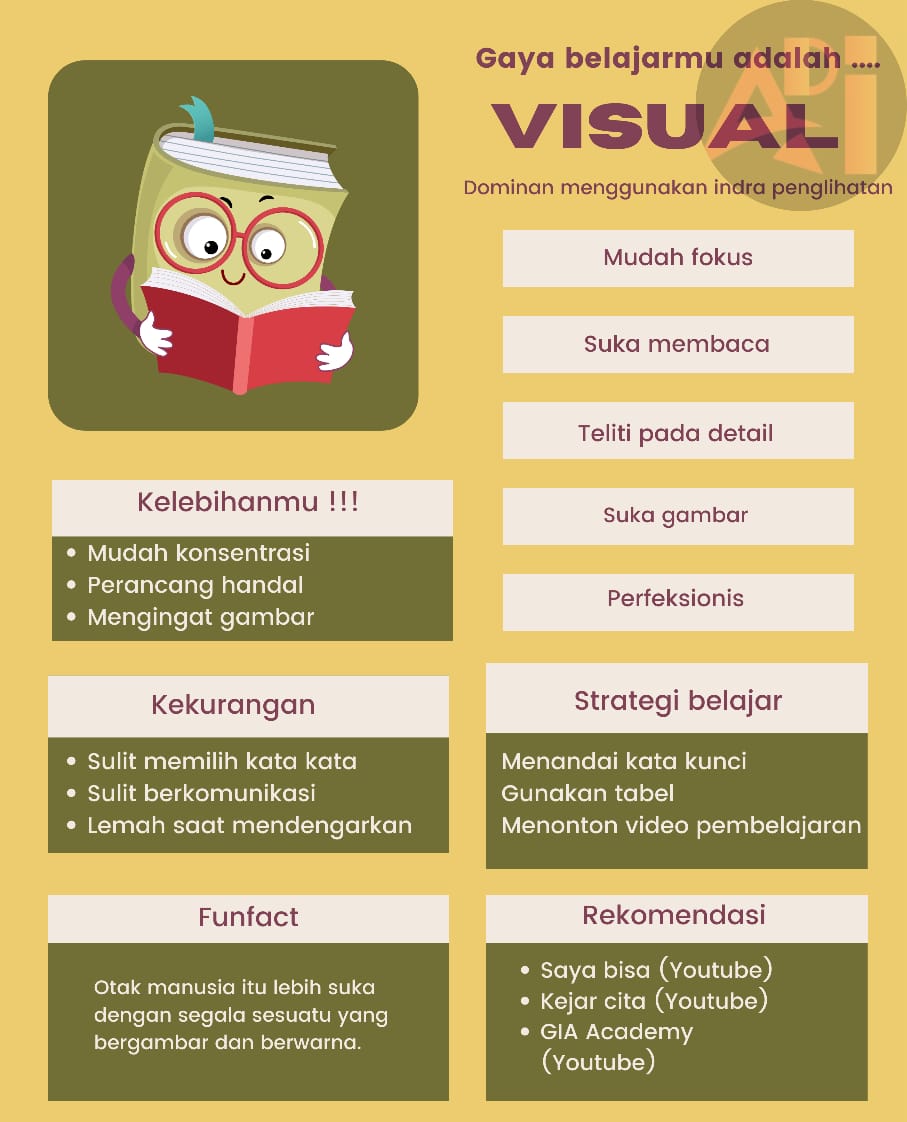 Gaya belajarmu adalah ....
VISUAL
Dominan menggunakan indra penglihatan
Mudah fokus
Suka membaca
Teliti pada detail
Suka gambar
Perfeksionis
Kelebihanmu !!!
• Mudah konsentrasi
• Perancang handal
• Mengingat gambar
Kekurangan
• Sulit memilih kata kata
• Sulit berkomunikasi
• Lemah saat mendengarkan
Strategi belajar
Menandai kata kunci
Gunakan tabel
Menonton video pembelajaran
Funfact
Otak manusia itu lebih suka
dengan segala sesuatu yang
bergambar dan berwarna.
Rekomendasi
• Saya bisa (Youtube)
• Kejar cita (Youtube)
• GIA Academy
(Youtube)